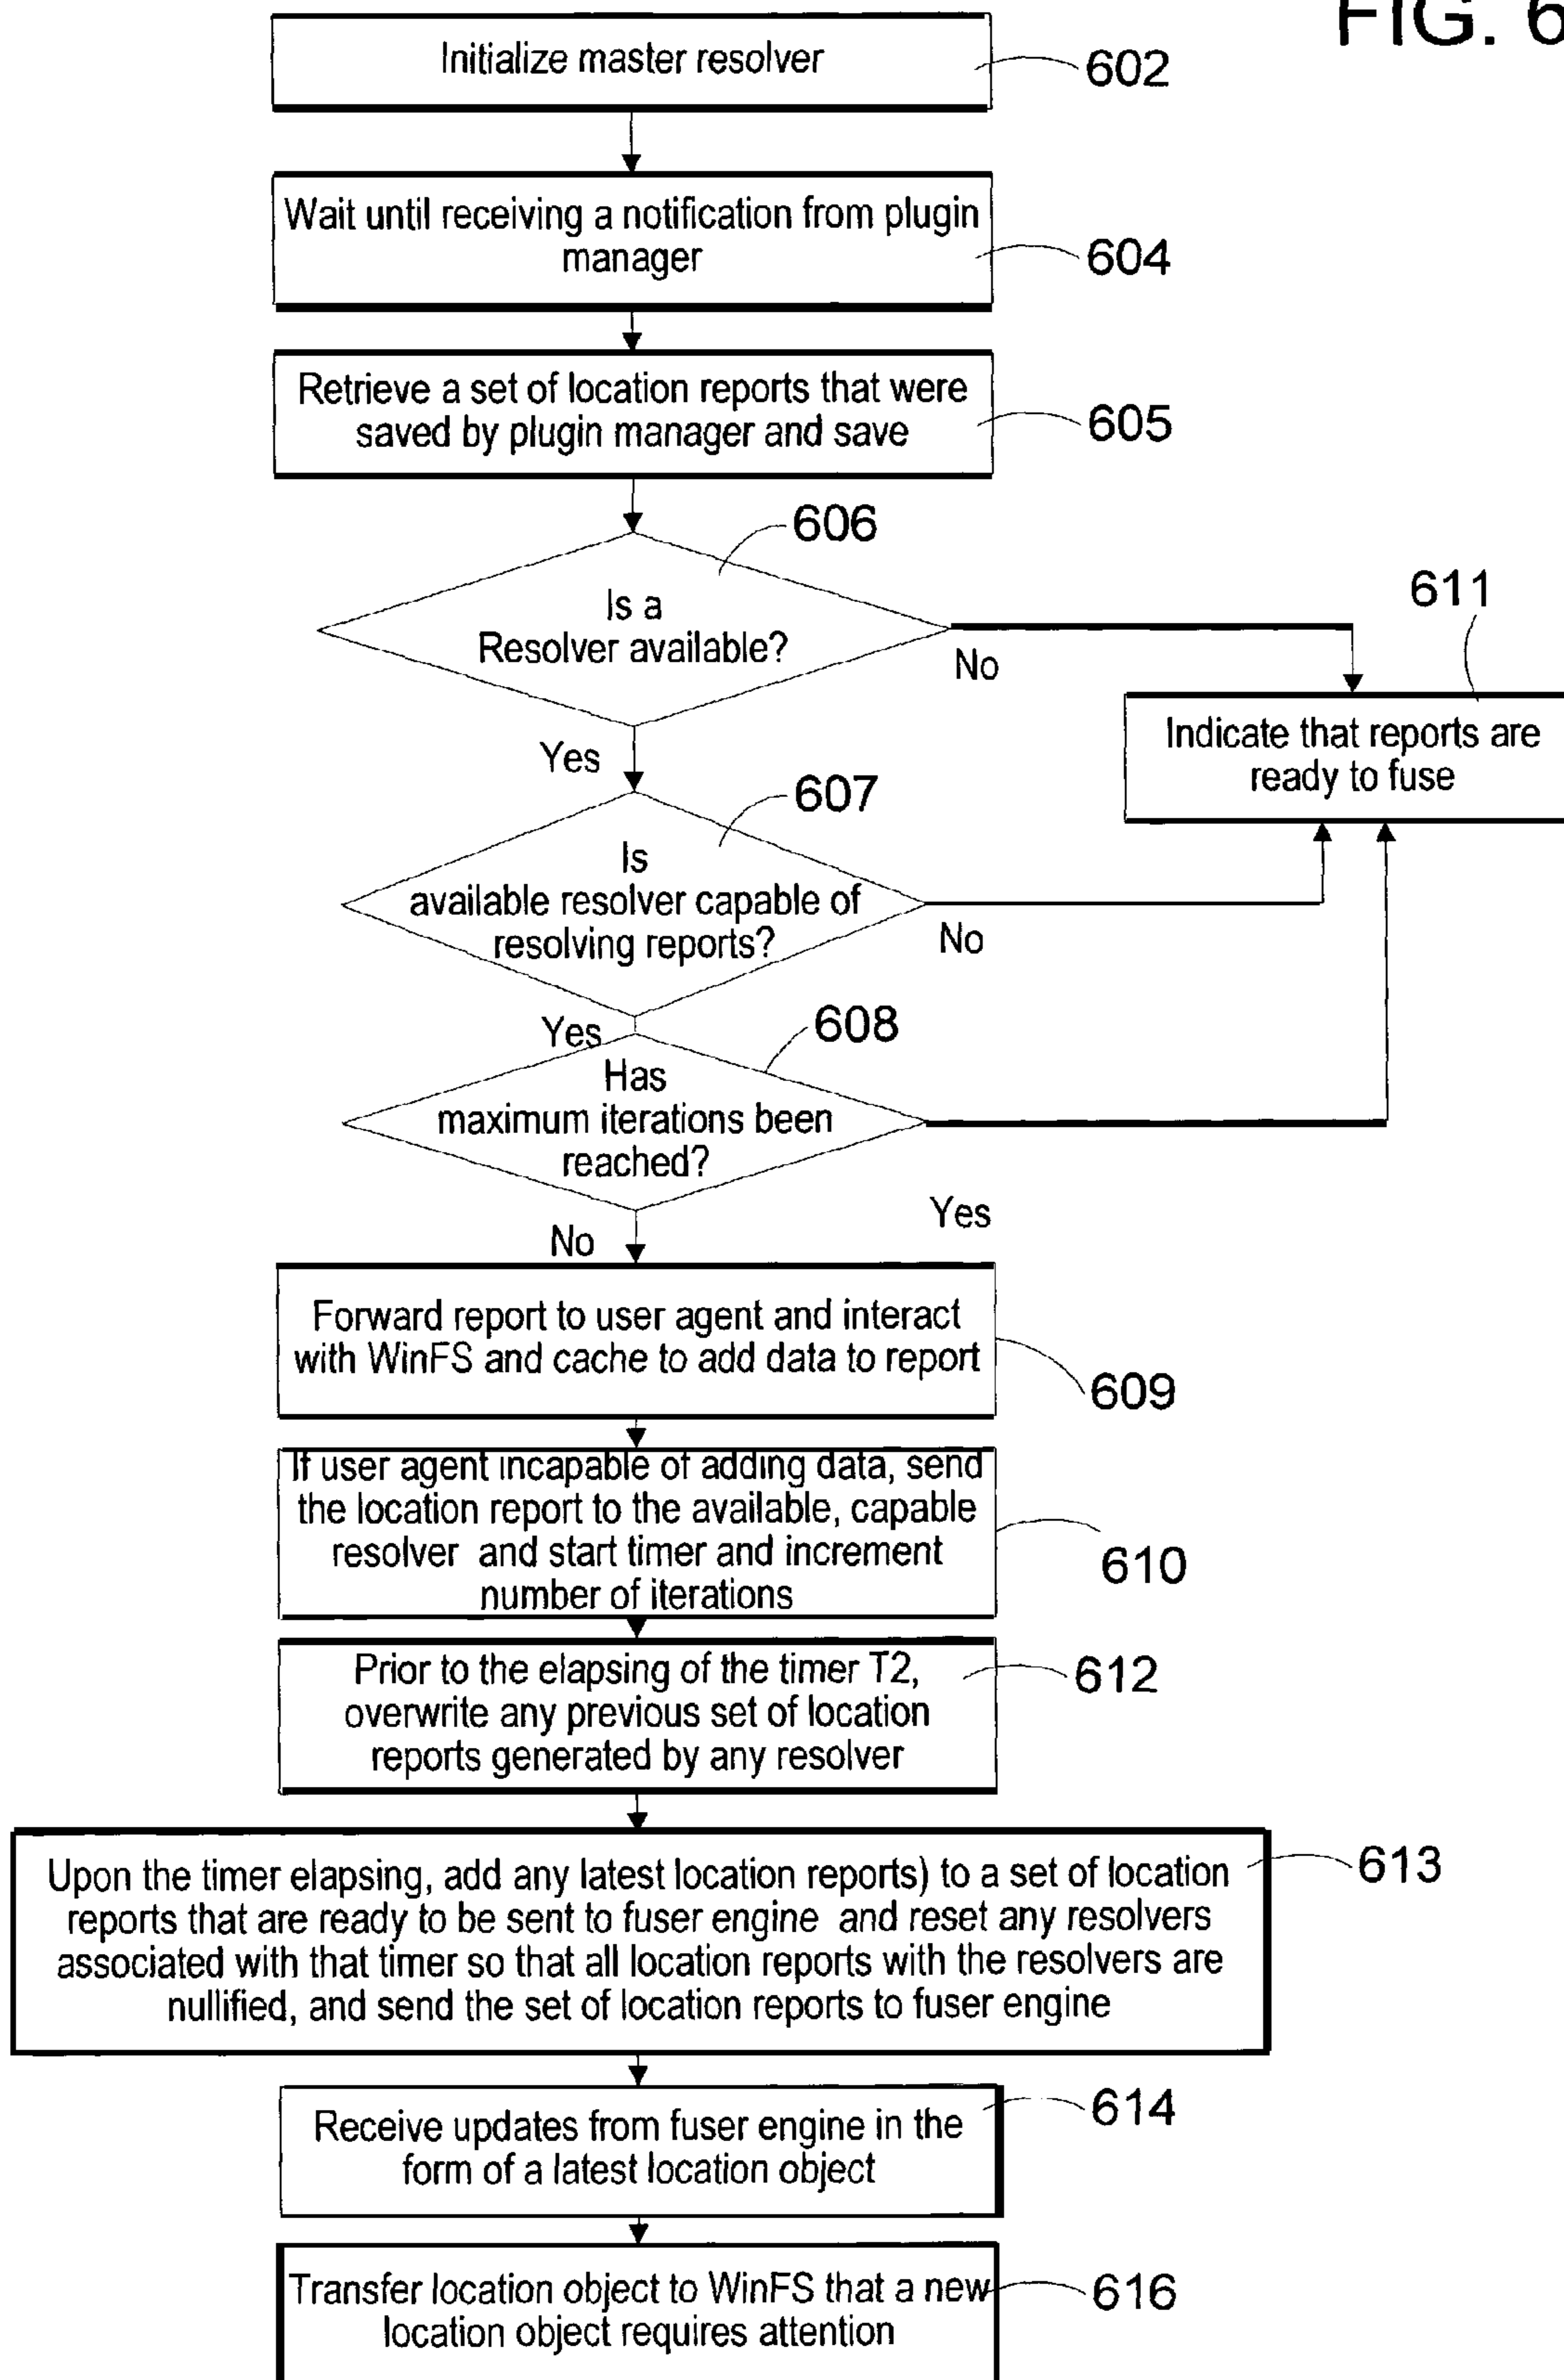 FIG. 6
Initialize master resolver
602
Wait until receiving a notification from plugin
manager
604
Retrieve a set of location reports that were
saved by plugin manager and save
605
606
Is a
Resolver available?
No
Yes
611
Indicate that reports are
ready to fuse
607
Is
available resolver capable of
resolving reports?
No
Yes
608
Has
maximum iterations been
reached?
Yes
No
Forward report to user agent and interact
with WinFS and cache to add data to report
609
If user agent incapable of adding data, send
the location report to the available, capable
resolver and start timer and increment
number of iterations
610
Prior to the elapsing of the timer T2,
overwrite any previous set of location
reports generated by any resolver
612
Upon the timer elapsing, add any latest location reports) to a set of location
reports that are ready to be sent to fuser engine and reset any resolvers
associated with that timer so that all location reports with the resolvers are
nullified, and send the set of location reports to fuser engine
613
Receive updates from fuser engine in the
form of a latest location object
614
Transfer location object to WinFS that a new
location object requires attention
616